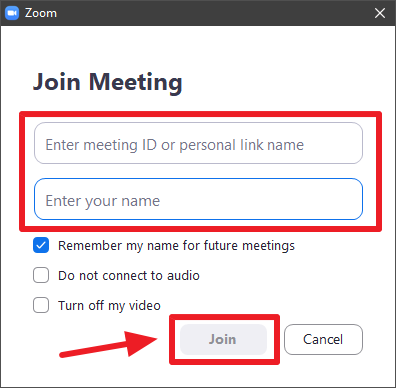 Zoom
Join Meeting
Enter meeting ID or personal link name
Enter your name
Remember my name for future meetings
Do not connect to audio
Turn off my video
Join Cancel